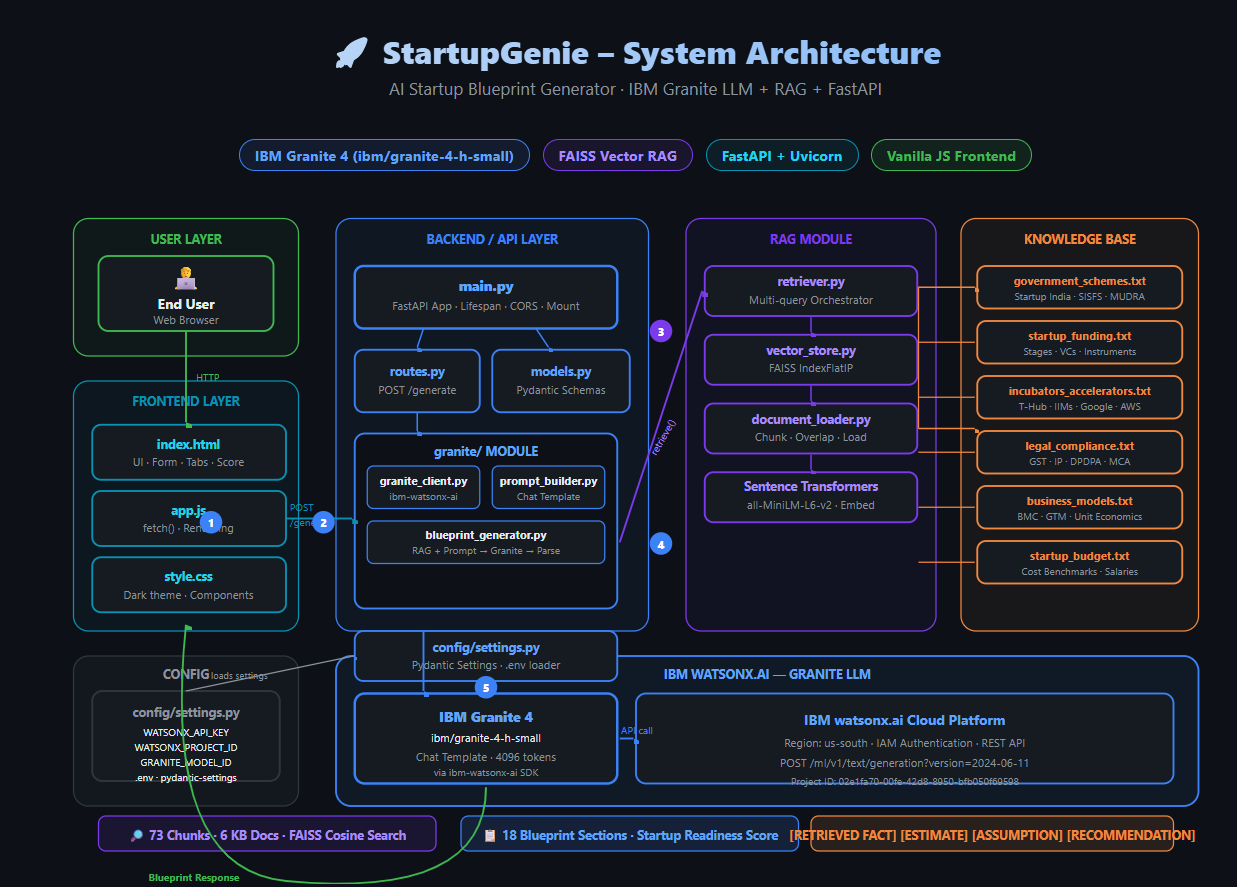 StartupGenie – System Architecture
AI Startup Blueprint Generator · IBM Granite LLM + RAG + FastAPI
IBM Granite 4 (ibm/granite-4-h-small)
FAISS Vector RAG
FastAPI + Uvicorn
Vanilla JS Frontend
USER LAYER
End User
Web Browser
HTTP
FRONTEND LAYER
index.html
UI · Form · Tabs · Score
app.js
fetch() · Rendering
1
style.css
Dark theme · Components
POST
2
BACKEND / API LAYER
main.py
FastAPI App · Lifespan · CORS · Mount
routes.py
POST /generate
models.py
Pydantic Schemas
granite/ MODULE
granite_client.py
ibm-watsonx-ai
prompt_builder.py
Chat Template
blueprint_generator.py
RAG + Prompt → Granite → Parse
3
retrieve()
4
RAG MODULE
retriever.py
Multi-query Orchestrator
vector_store.py
FAISS IndexFlatIP
document_loader.py
Chunk · Overlap · Load
Sentence Transformers
all-MiniLM-L6-v2 · Embed
KNOWLEDGE BASE
government_schemes.txt
Startup India · SISFS · MUDRA
startup_funding.txt
Stages · VCs · Instruments
incubators_accelerators.txt
T-Hub · IIMs · Google · AWS
legal_compliance.txt
GST · IP · DPDPA · MCA
business_models.txt
BMC · GTM · Unit Economics
startup_budget.txt
Cost Benchmarks · Salaries
CONFIG
loads settings
config/settings.py
WATSONX_API_KEY
WATSONX_PROJECT_ID
GRANITE_MODEL_ID
.env · pydantic-settings
config/settings.py
Pydantic Settings · .env loader
5
IBM Granite 4
ibm/granite-4-h-small
Chat Template · 4096 tokens
via ibm-watsonx-ai SDK
API call
IBM WATSONX.AI — GRANITE LLM
IBM watsonx.ai Cloud Platform
Region: us-south · IAM Authentication · REST API
POST /ml/v1/text/generation?version=2024-06-11
Project ID: 02e1fa70-00fe-42d8-8950-bfb050f69598
73 Chunks · 6 KB Docs · FAISS Cosine Search
18 Blueprint Sections · Startup Readiness Score
[RETRIEVED FACT] [ESTIMATE] [ASSUMPTION] [RECOMMENDATION]
Blueprint Response